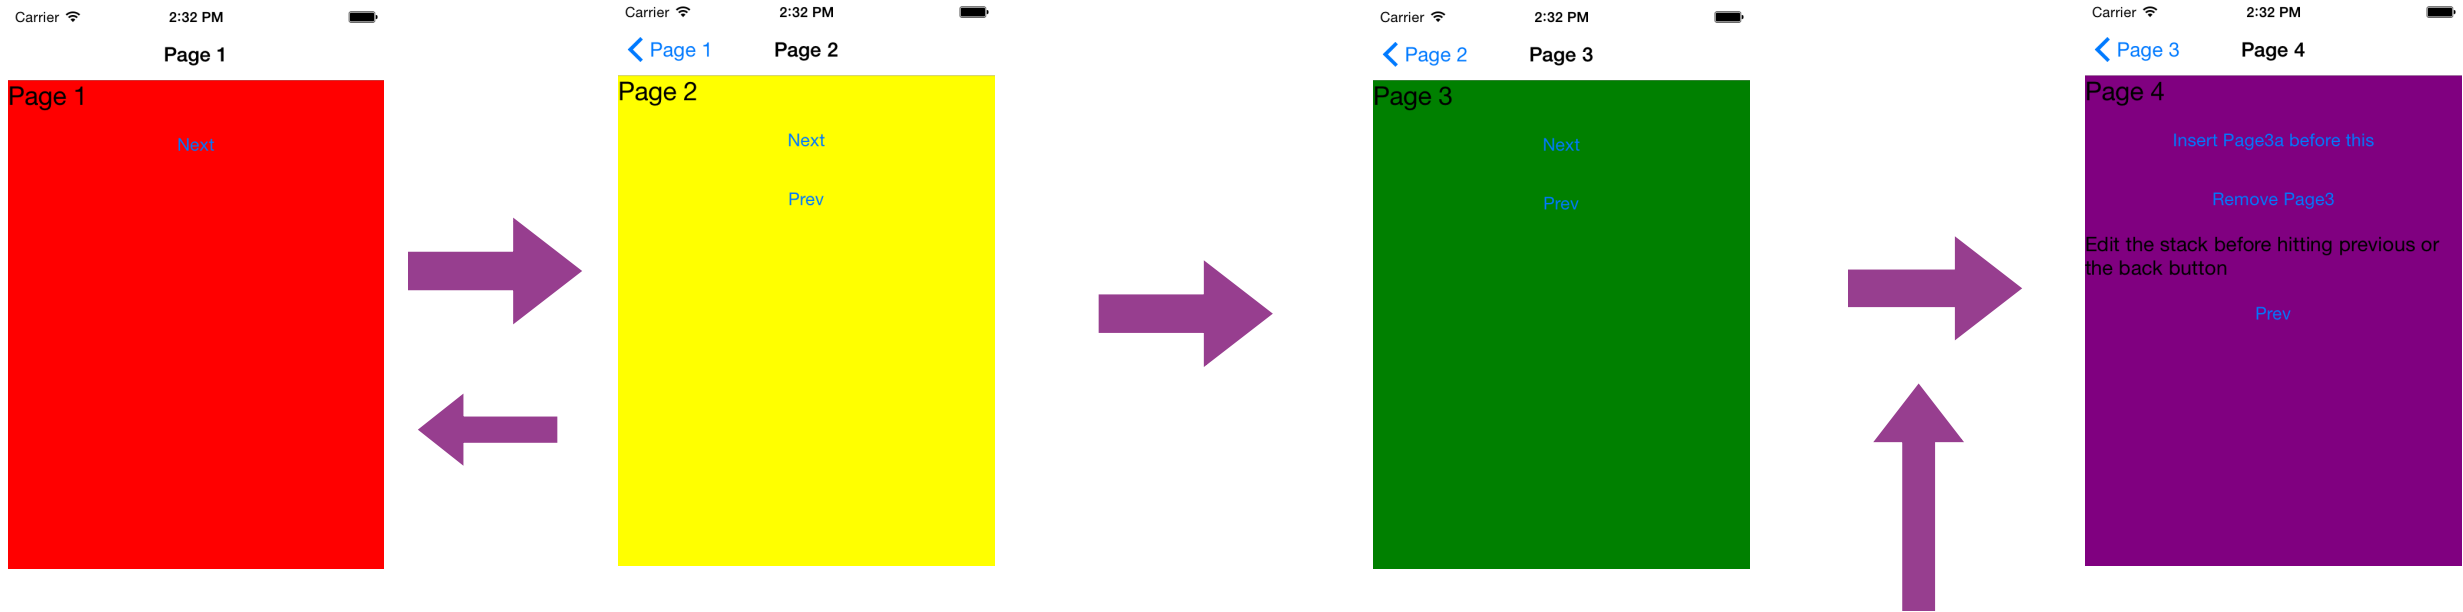 Carrier 2:32 PM
Page 1
Page 1
Next
Carrier 2:32 PM
Page 1 Page 2
Page 2
Next
Prev
Carrier 2:32 PM
Page 2 Page 3
Page 3
Next
Prev
Carrier 2:32 PM
Page 3 Page 4
Page 4
Insert Page3a before this
Remove Page3
Edit the stack before hitting previous or
the back button
Prev